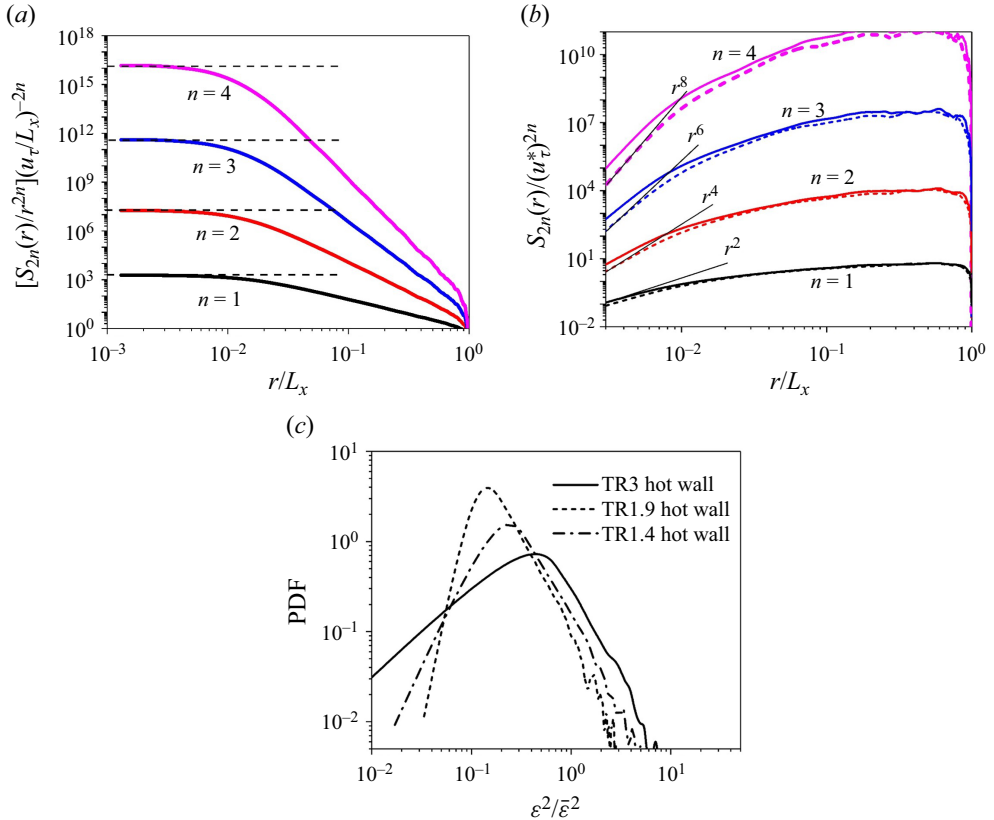 (a)
10^18
10^15
10^12
10^9
10^6
10^3
10^0
[S_2n(r)/r^2n](u_τ/L_x)^−2n
n = 4
n = 3
n = 2
n = 1
10^−3
10^−2
10^−1
10^0
r/L_x
(b)
10^10
10^7
10^4
10^1
10^−2
S_2n(r)/(u_τ^*)^2n
n = 4
r^8
n = 3
r^6
n = 2
r^4
r^2
n = 1
10^−2
10^−1
10^0
r/L_x
(c)
10^1
10^0
10^−1
10^−2
PDF
TR3 hot wall
TR1.9 hot wall
TR1.4 hot wall
10^−2
10^−1
10^0
10^1
ε^2/ε̄^2